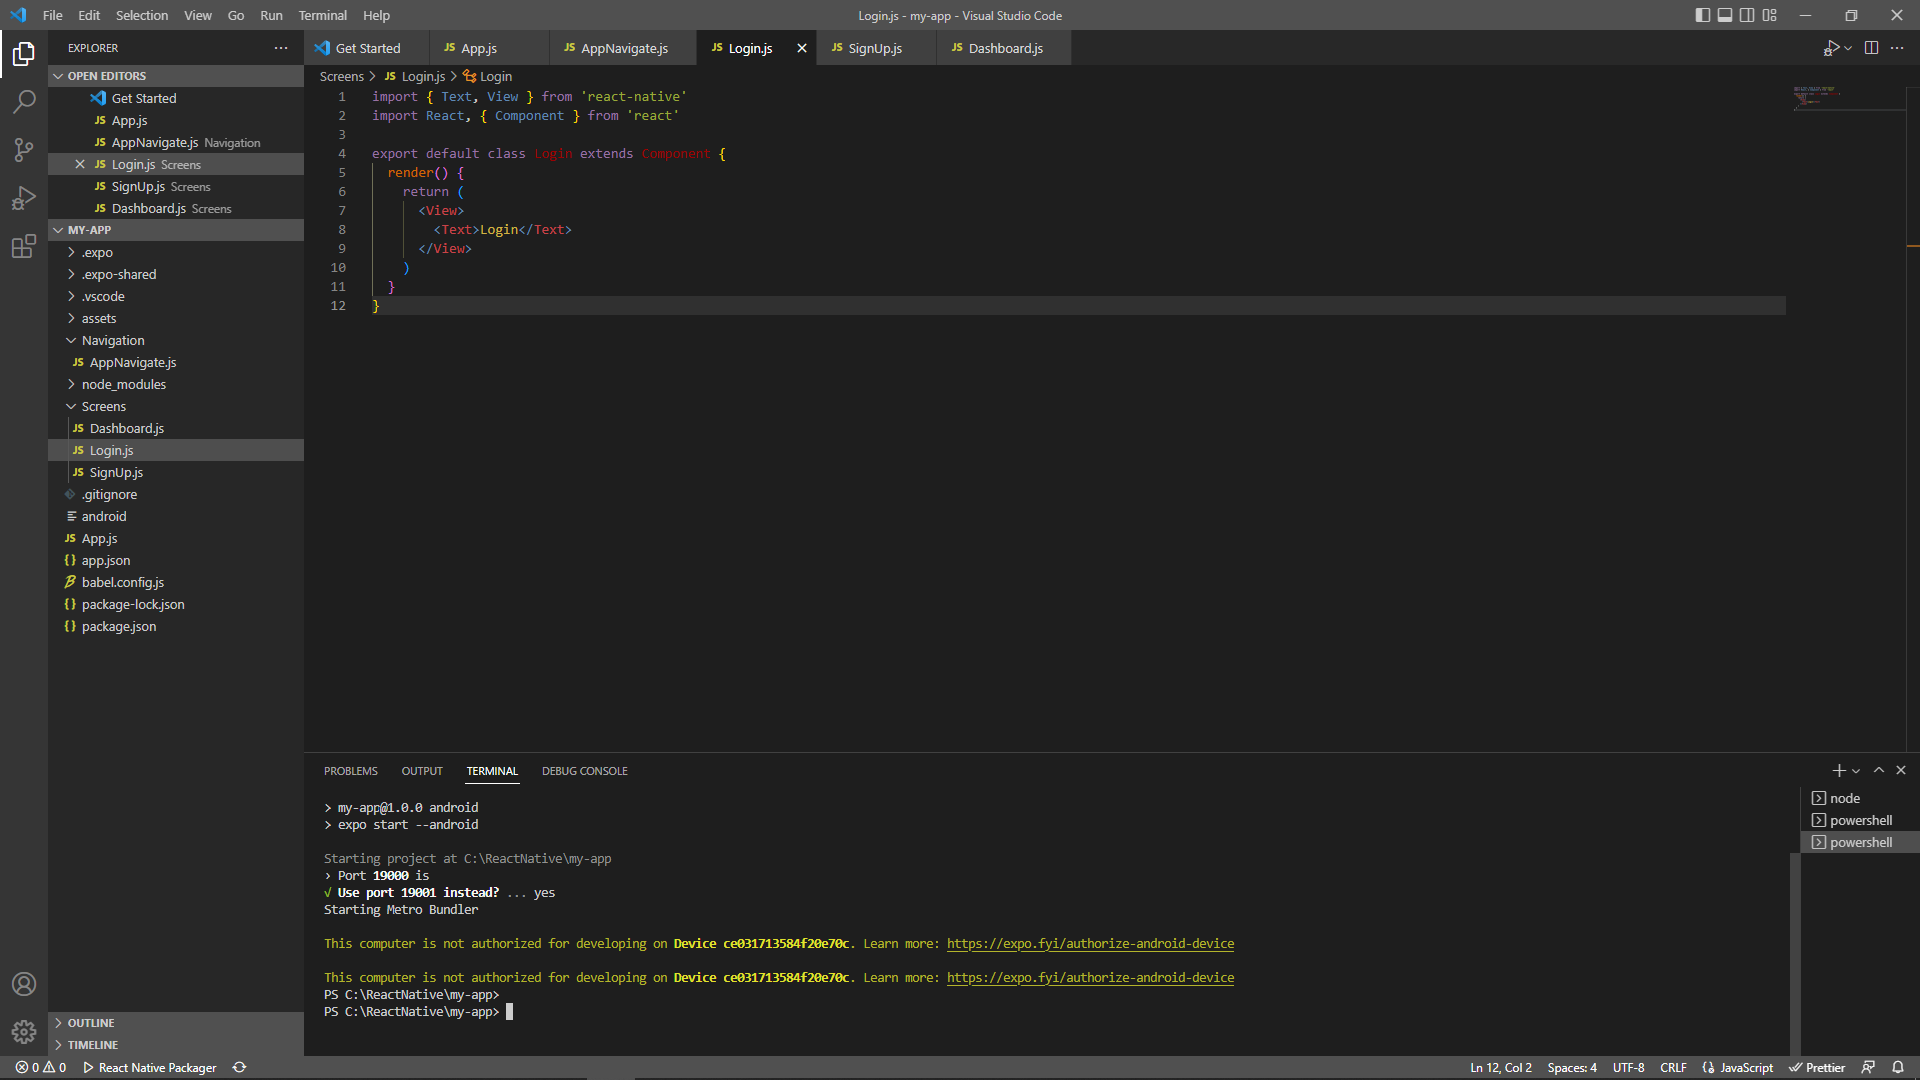 File Edit Selection View Go Run Terminal Help
Login.js - my-app - Visual Studio Code
EXPLORER
OPEN EDITORS
Get Started
JS App.js
JS AppNavigate.js Navigation
JS Login.js Screens
JS SignUp.js Screens
JS Dashboard.js Screens
MY-APP
.expo
.expo-shared
.vscode
assets
Navigation
JS AppNavigate.js
node_modules
Screens
JS Dashboard.js
JS Login.js
JS SignUp.js
.gitignore
android
JS App.js
{} app.json
babel.config.js
{} package-lock.json
{} package.json
OUTLINE
TIMELINE
Get Started JS App.js JS AppNavigate.js JS Login.js JS SignUp.js JS Dashboard.js
Screens > JS Login.js > Login
1 import { Text, View } from 'react-native'
2 import React, { Component } from 'react'
3
4 export default class Login extends Component {
5 render() {
6 return (
7 <View>
8 <Text>Login</Text>
9 </View>
10 )
11 }
12 }
PROBLEMS OUTPUT TERMINAL DEBUG CONSOLE
> my-app@1.0.0 android
> expo start --android
Starting project at C:\ReactNative\my-app
› Port 19000 is
√ Use port 19001 instead? ... yes
Starting Metro Bundler
This computer is not authorized for developing on Device ce031713584f20e70c. Learn more: https://expo.fyi/authorize-android-device
This computer is not authorized for developing on Device ce031713584f20e70c. Learn more: https://expo.fyi/authorize-android-device
PS C:\ReactNative\my-app>
PS C:\ReactNative\my-app>
node
powershell
powershell
0 0 React Native Packager
Ln 12, Col 2 Spaces: 4 UTF-8 CRLF {} JavaScript Prettier